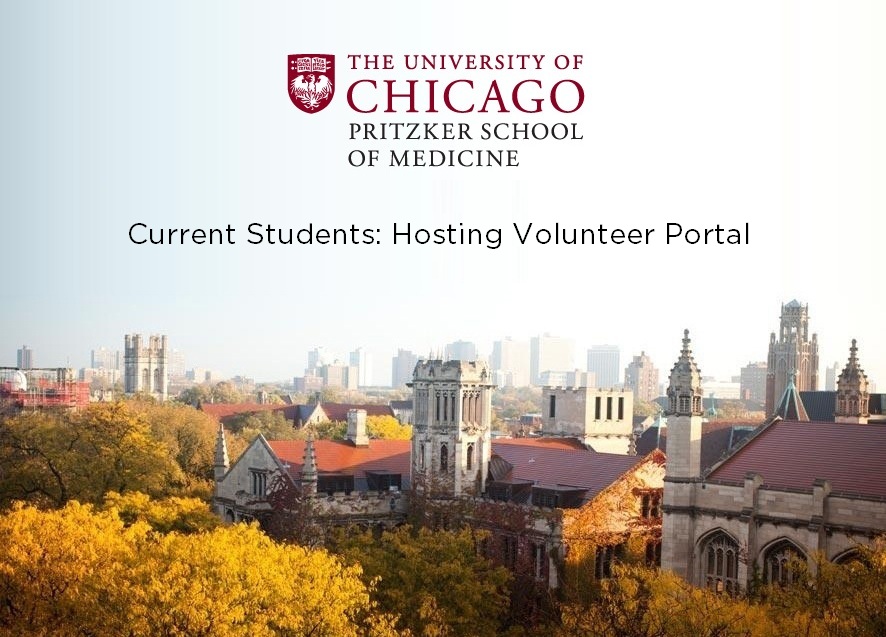 THE UNIVERSITY OF
CHICAGO
PRITZKER SCHOOL
OF MEDICINE
Current Students: Hosting Volunteer Portal